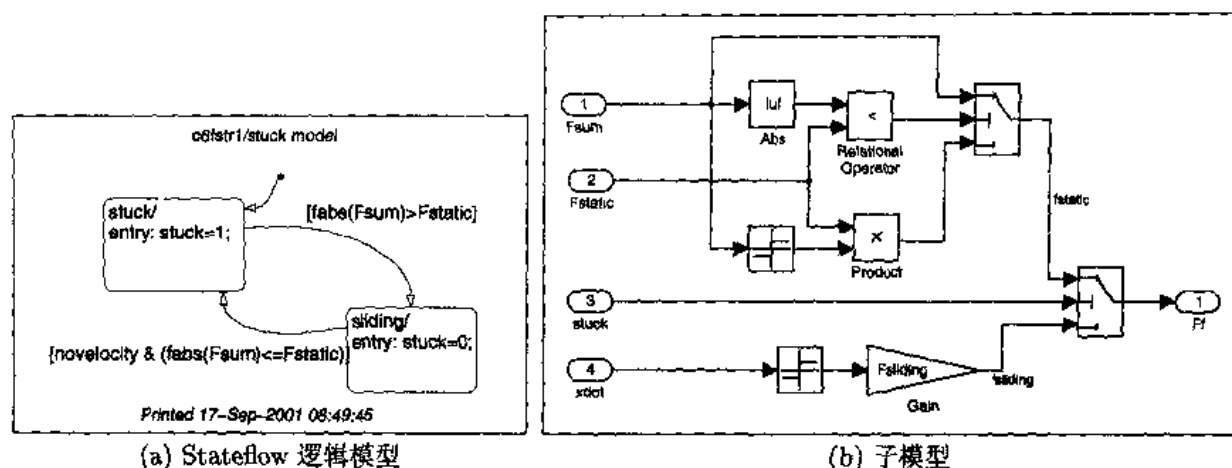 c6fstr1/stuck model
stuck/
entry: stuck=1;
[fabs(Fsum)>Fstatic]
sliding/
entry: stuck=0;
[novelocity & (fabs(Fsum)<=Fstatic)]
Printed 17-Sep-2001 08:49:45
(a) Stateflow 逻辑模型
1
Fsum
|u|
Abs
<
Relational
Operator
2
Fstatic
×
Product
fstatic
3
stuck
1
Ff
4
xdot
Fsliding
Gain
fsliding
(b) 子模型